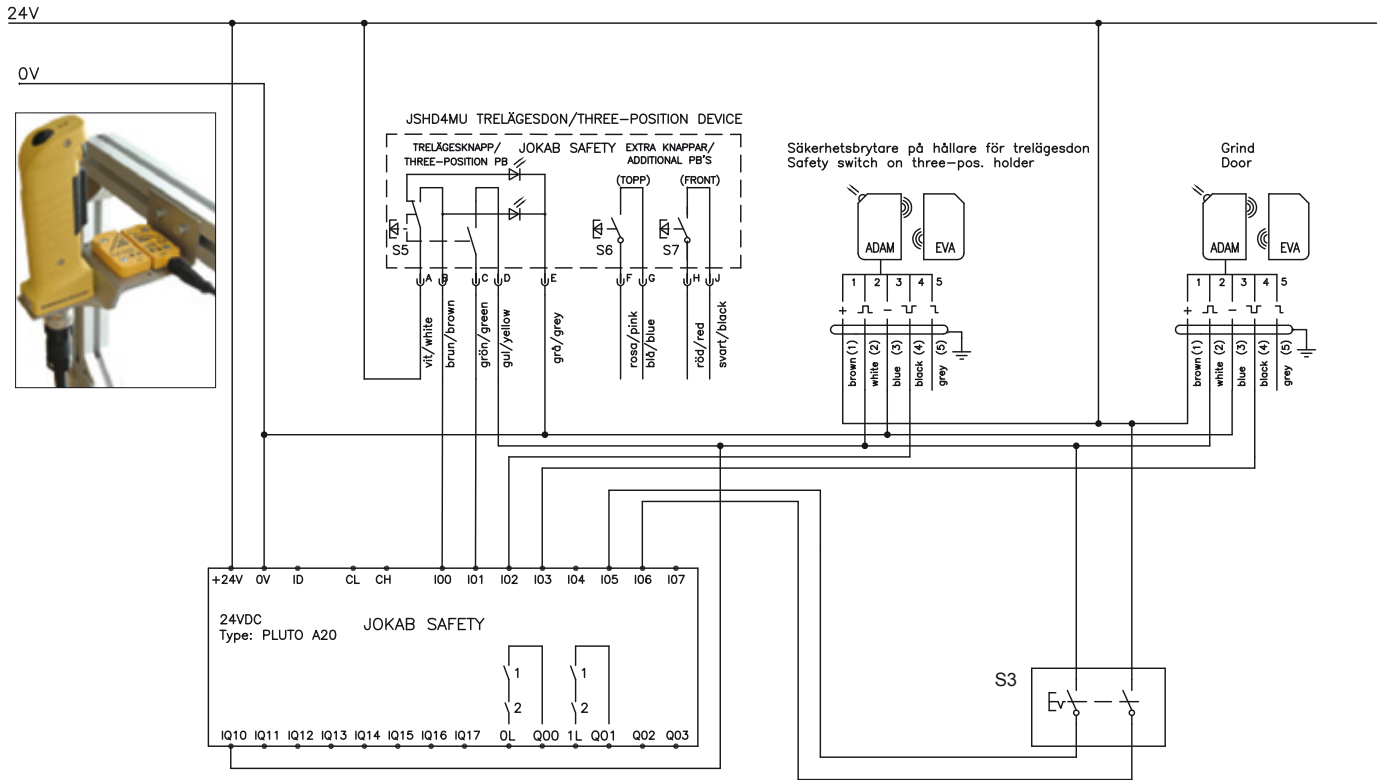 24V
0V
JSHD4MU TRELÄGESDON/THREE-POSITION DEVICE
TRELÄGESKNAPP/
THREE-POSITION PB
JOKAB SAFETY
EXTRA KNAPPAR/
ADDITIONAL PB'S
(TOPP)
(FRONT)
S5
S6
S7
A
B
C
D
E
F
G
H
J
vit/white
brun/brown
grön/green
gul/yellow
grå/grey
rosa/pink
blå/blue
röd/red
svart/black
Säkerhetsbrytare på hållare för trelägesdon
Safety switch on three-pos. holder
ADAM
EVA
1 2 3 4 5
+ -
brown (1)
white (2)
blue (3)
black (4)
grey (5)
Grind
Door
ADAM
EVA
1 2 3 4 5
+ -
brown (1)
white (2)
blue (3)
black (4)
grey (5)
+24V 0V ID CL CH I00 I01 I02 I03 I04 I05 I06 I07
24VDC
Type: PLUTO A20
JOKAB SAFETY
1
2
1
2
IQ10 IQ11 IQ12 IQ13 IQ14 IQ15 IQ16 IQ17 0L Q00 1L Q01 Q02 Q03
S3